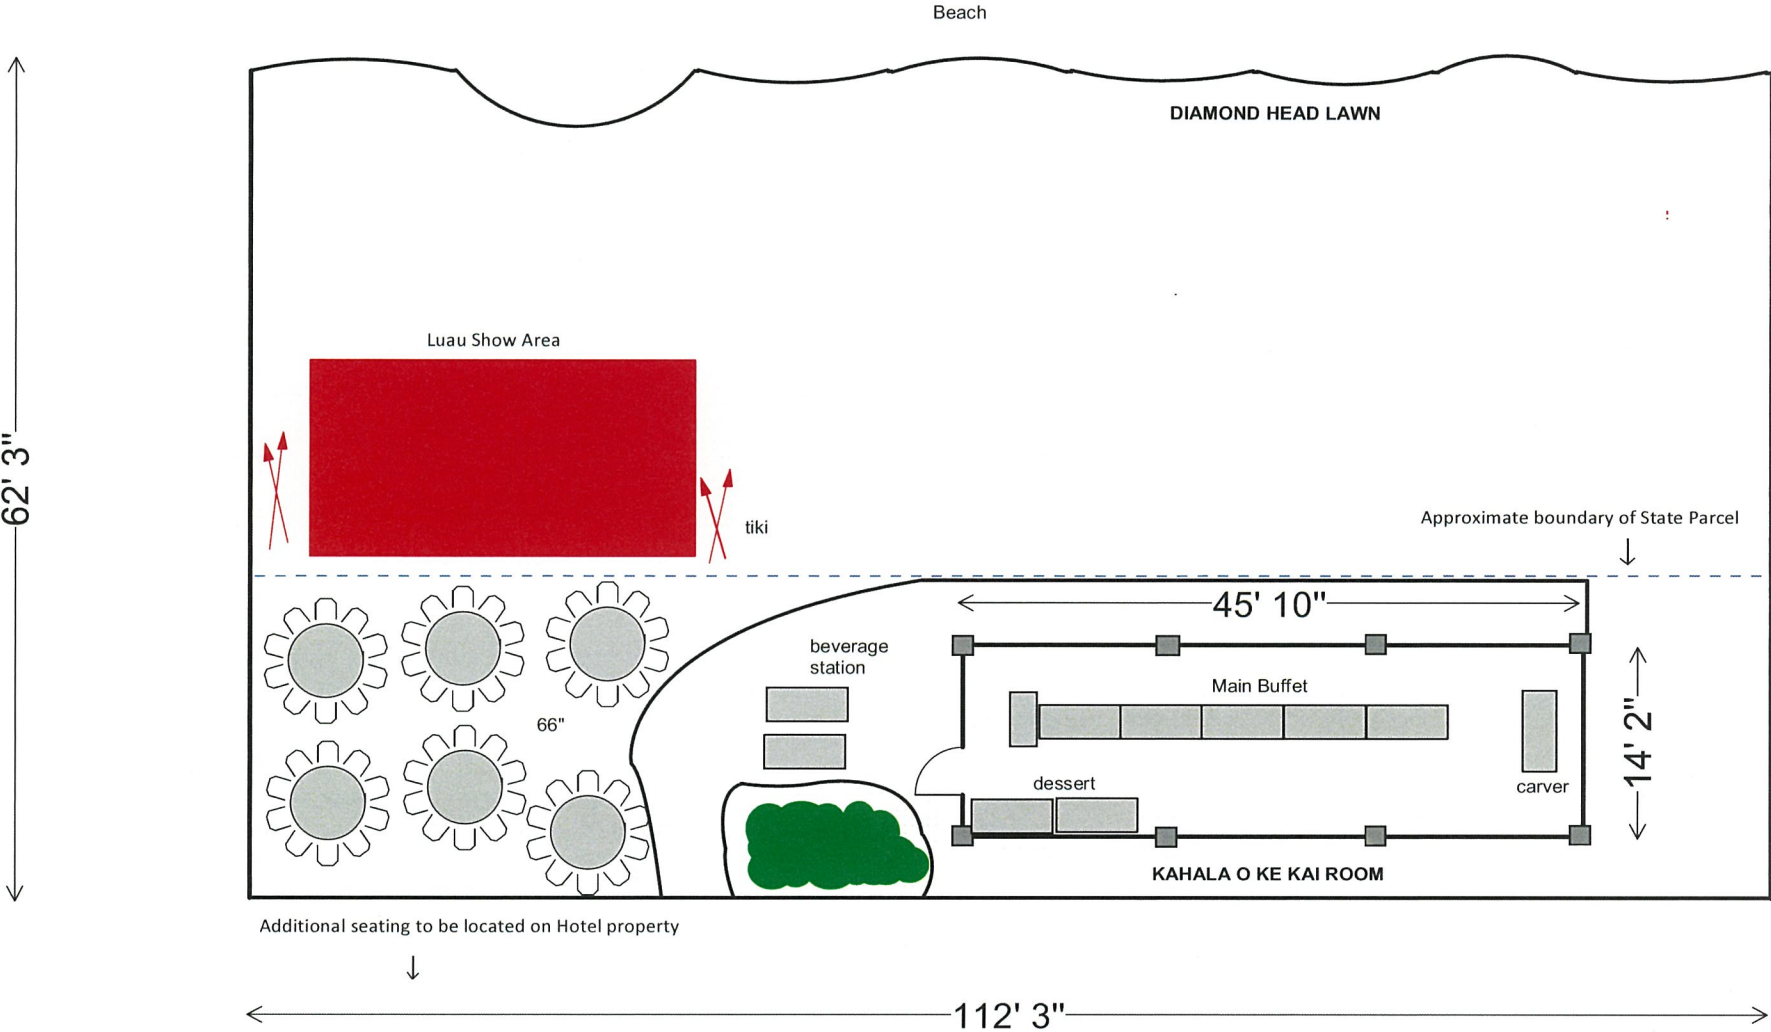 Beach
DIAMOND HEAD LAWN
Luau Show Area
62' 3"
tiki
Approximate boundary of State Parcel
45' 10"
beverage
station
Main Buffet
66"
14' 2"
dessert
carver
KAHALA O KE KAI ROOM
Additional seating to be located on Hotel property
112' 3"